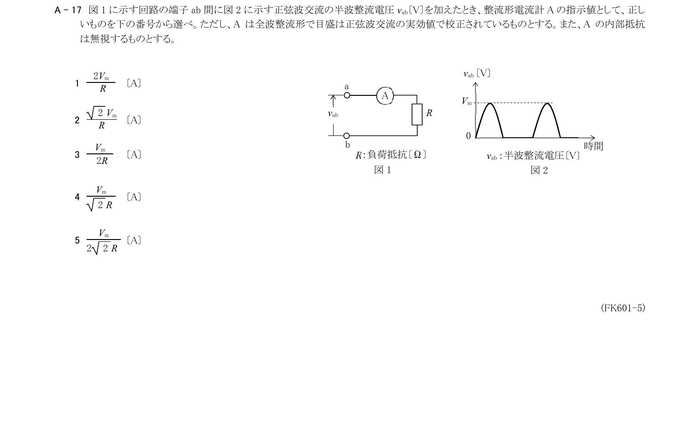 A－17 図1に示す回路の端子ab間に図2に示す正弦波交流の半波整流電圧 vab〔V〕を加えたとき、整流形電流計Aの指示値として、正し
いものを下の番号から選べ。ただし、Aは全波整流形で目盛は正弦波交流の実効値で校正されているものとする。また、Aの内部抵抗
は無視するものとする。
1 2Vm/R 〔A〕
2 √2 Vm/R 〔A〕
3 Vm/2R 〔A〕
4 Vm/√2 R 〔A〕
5 Vm/2√2 R 〔A〕
a
A
vab
R
b
R:負荷抵抗〔Ω〕
図1
vab〔V〕
Vm
0
時間
vab:半波整流電圧〔V〕
図2
(FK601-5)